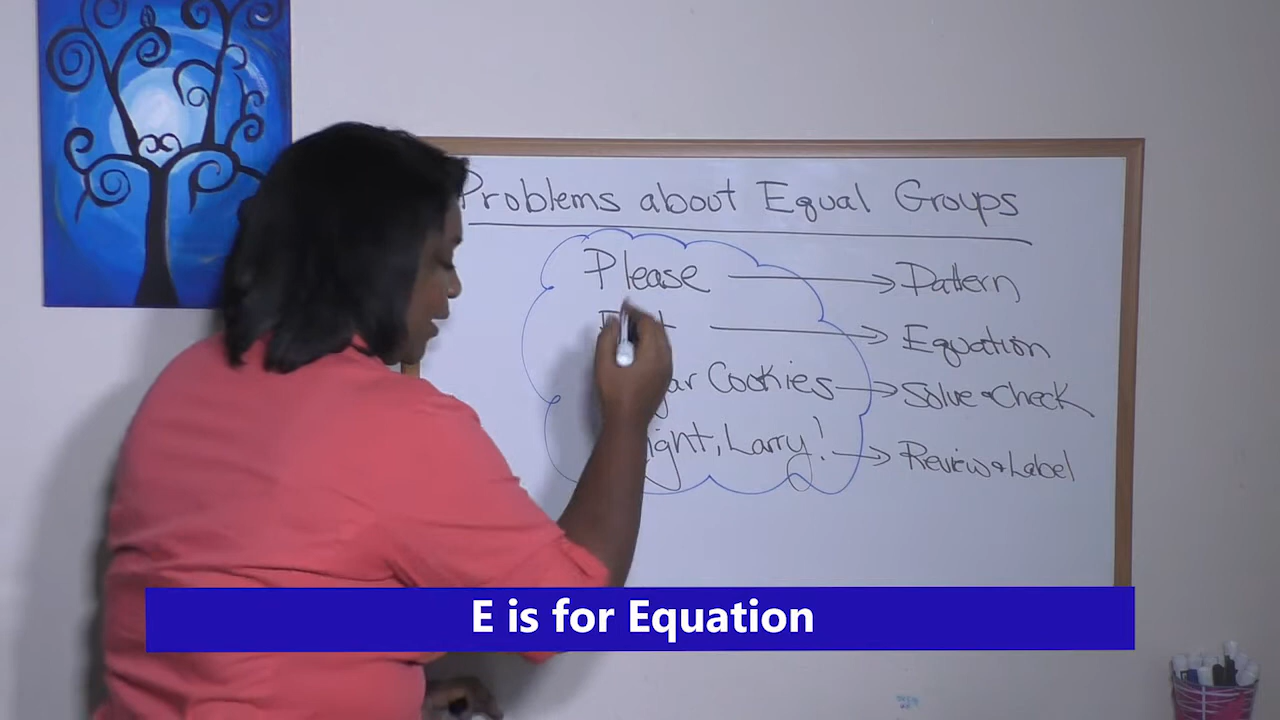 Problems about Equal Groups
Please → Pattern
→ Equation
Cookies → Solve & Check
Larry! → Review & Label
E is for Equation